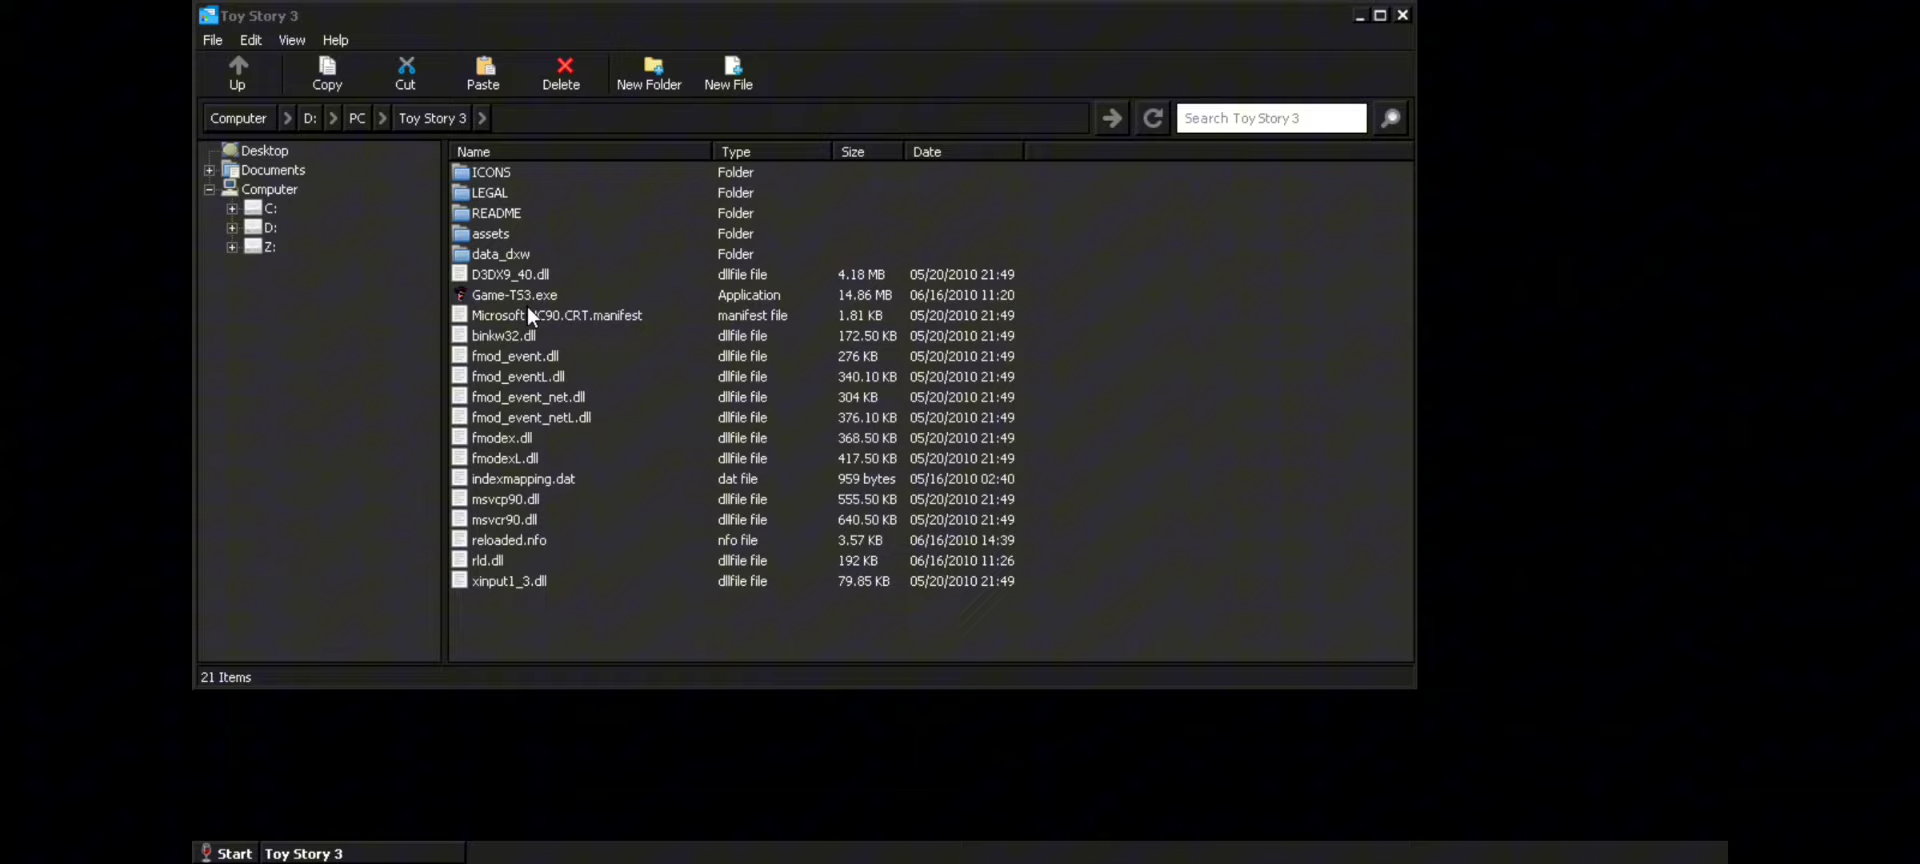 Toy Story 3
File Edit View Help
Up Copy Cut Paste Delete New Folder New File
Computer D: PC Toy Story 3 Search Toy Story 3
Desktop
Documents
Computer
C:
D:
Z:
Name Type Size Date
ICONS Folder
LEGAL Folder
README Folder
assets Folder
data_dxw Folder
D3DX9_40.dll dllfile file 4.18 MB 05/20/2010 21:49
Game-TS3.exe Application 14.86 MB 06/16/2010 11:20
Microsoft C90.CRT.manifest manifest file 1.81 KB 05/20/2010 21:49
binkw32.dll dllfile file 172.50 KB 05/20/2010 21:49
fmod_event.dll dllfile file 276 KB 05/20/2010 21:49
fmod_eventL.dll dllfile file 340.10 KB 05/20/2010 21:49
fmod_event_net.dll dllfile file 304 KB 05/20/2010 21:49
fmod_event_netL.dll dllfile file 376.10 KB 05/20/2010 21:49
fmodex.dll dllfile file 368.50 KB 05/20/2010 21:49
fmodexL.dll dllfile file 417.50 KB 05/20/2010 21:49
indexmapping.dat dat file 959 bytes 05/16/2010 02:40
msvcp90.dll dllfile file 555.50 KB 05/20/2010 21:49
msvcr90.dll dllfile file 640.50 KB 05/20/2010 21:49
reloaded.nfo nfo file 3.57 KB 06/16/2010 14:39
rld.dll dllfile file 192 KB 06/16/2010 11:26
xinput1_3.dll dllfile file 79.85 KB 05/20/2010 21:49
21 Items
Start Toy Story 3